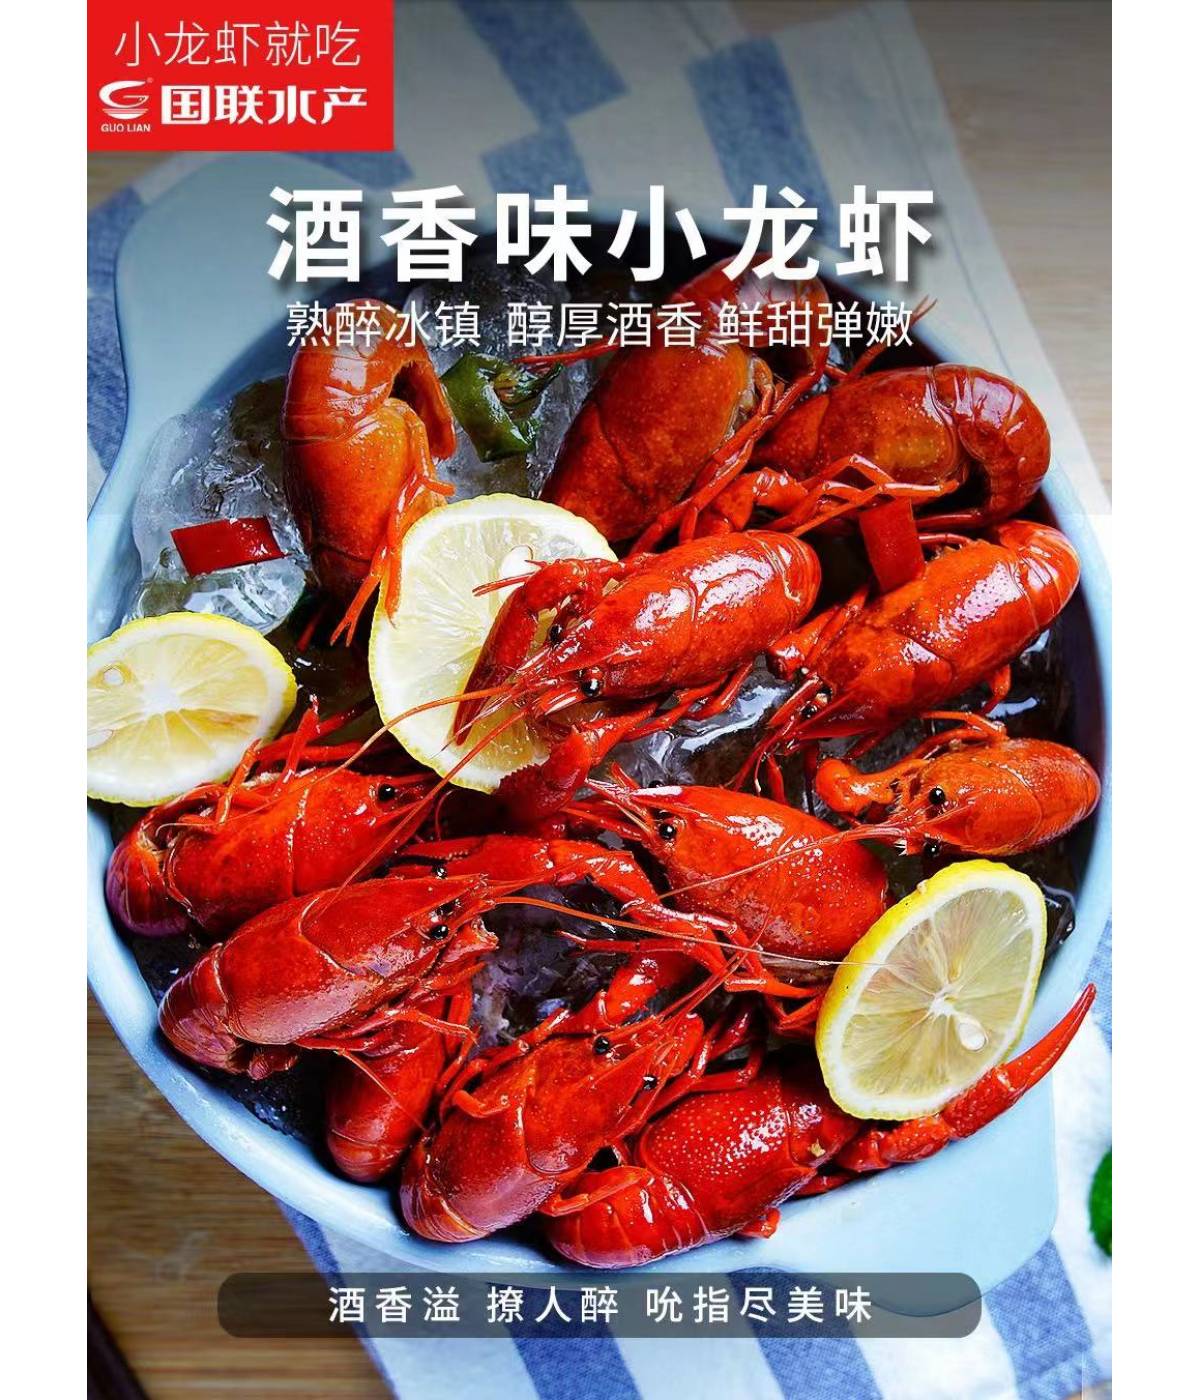 小龙虾就吃
国联水产
GUO LIAN
酒香味小龙虾
熟醉冰镇 醇厚酒香 鲜甜弹嫩
酒香溢 撩人醉 吮指尽美味